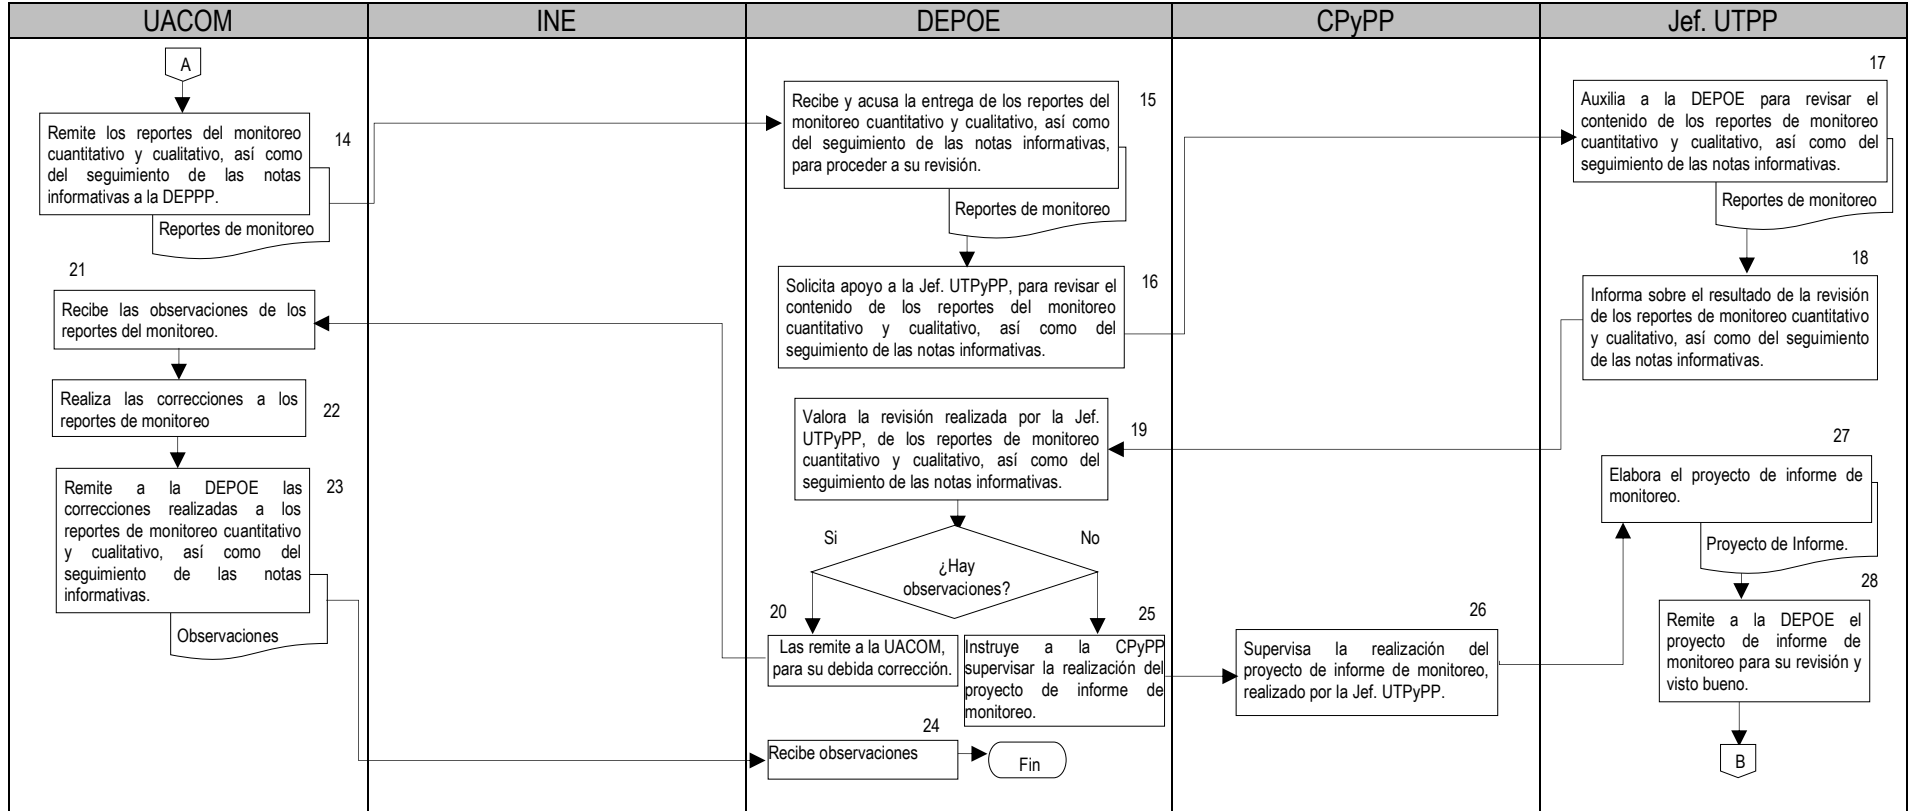 UACOM
INE
DEPOE
CPyPP
Jef. UTPP
A
14
Remite los reportes del monitoreo
cuantitativo y cualitativo, así como
del seguimiento de las notas
informativas a la DEPPP.
Reportes de monitoreo
15
Recibe y acusa la entrega de los reportes del
monitoreo cuantitativo y cualitativo, así como
del seguimiento de las notas informativas,
para proceder a su revisión.
Reportes de monitoreo
16
Solicita apoyo a la Jef. UTPyPP, para revisar el
contenido de los reportes del monitoreo
cuantitativo y cualitativo, así como del
seguimiento de las notas informativas.
17
Auxilia a la DEPOE para revisar el
contenido de los reportes de monitoreo
cuantitativo y cualitativo, así como del
seguimiento de las notas informativas.
Reportes de monitoreo
18
Informa sobre el resultado de la revisión
de los reportes de monitoreo cuantitativo
y cualitativo, así como del seguimiento
de las notas informativas.
19
Valora la revisión realizada por la Jef.
UTPyPP, de los reportes de monitoreo
cuantitativo y cualitativo, así como del
seguimiento de las notas informativas.
Si
No
¿Hay
observaciones?
20
Las remite a la UACOM,
para su debida corrección.
21
Recibe las observaciones de los
reportes del monitoreo.
22
Realiza las correcciones a los
reportes de monitoreo
23
Remite a la DEPOE las
correcciones realizadas a los
reportes de monitoreo cuantitativo
y cualitativo, así como del
seguimiento de las notas
informativas.
Observaciones
24
Recibe observaciones
Fin
25
Instruye a la CPyPP
supervisar la realización del
proyecto de informe de
monitoreo.
26
Supervisa la realización del
proyecto de informe de monitoreo,
realizado por la Jef. UTPyPP.
27
Elabora el proyecto de informe de
monitoreo.
Proyecto de Informe.
28
Remite a la DEPOE el
proyecto de informe de
monitoreo para su revisión y
visto bueno.
B